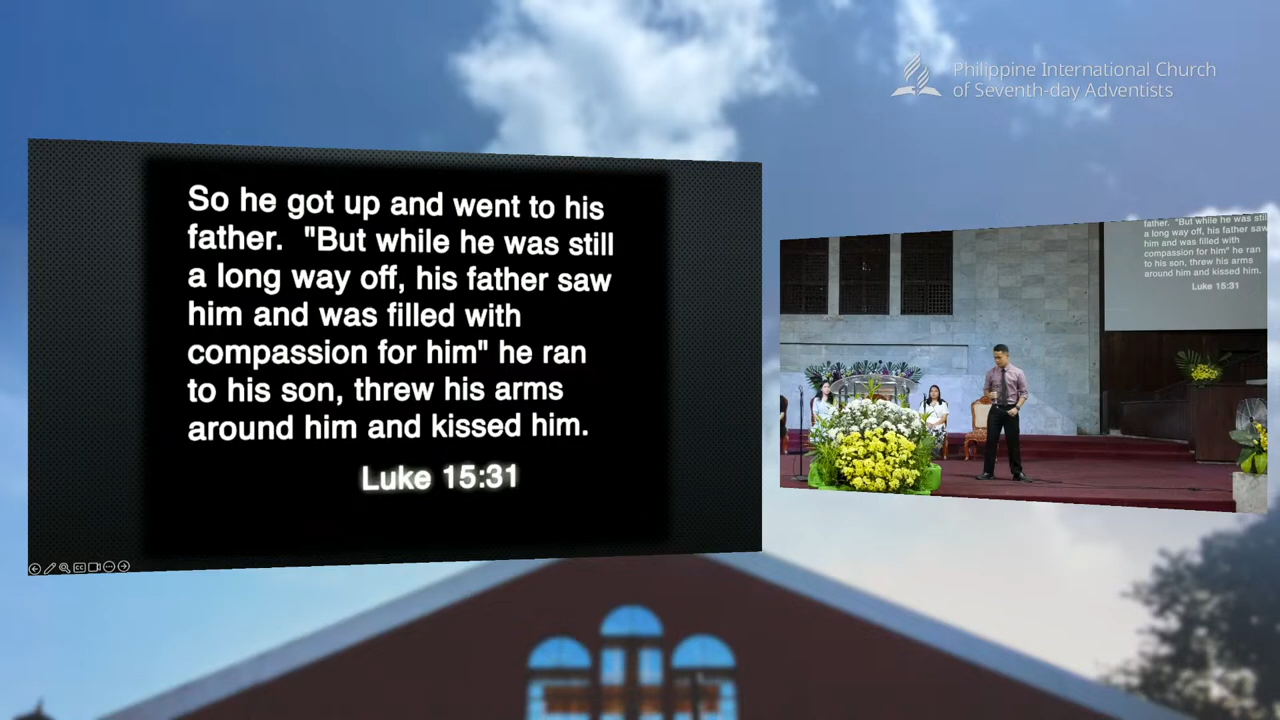 Philippine International Church
of Seventh-day Adventists
So he got up and went to his
father. "But while he was still
a long way off, his father saw
him and was filled with
compassion for him" he ran
to his son, threw his arms
around him and kissed him.
Luke 15:31
father. "But while he was still
a long way off, his father saw
him and was filled with
compassion for him" he ran
to his son, threw his arms
around him and kissed him.
Luke 15:31